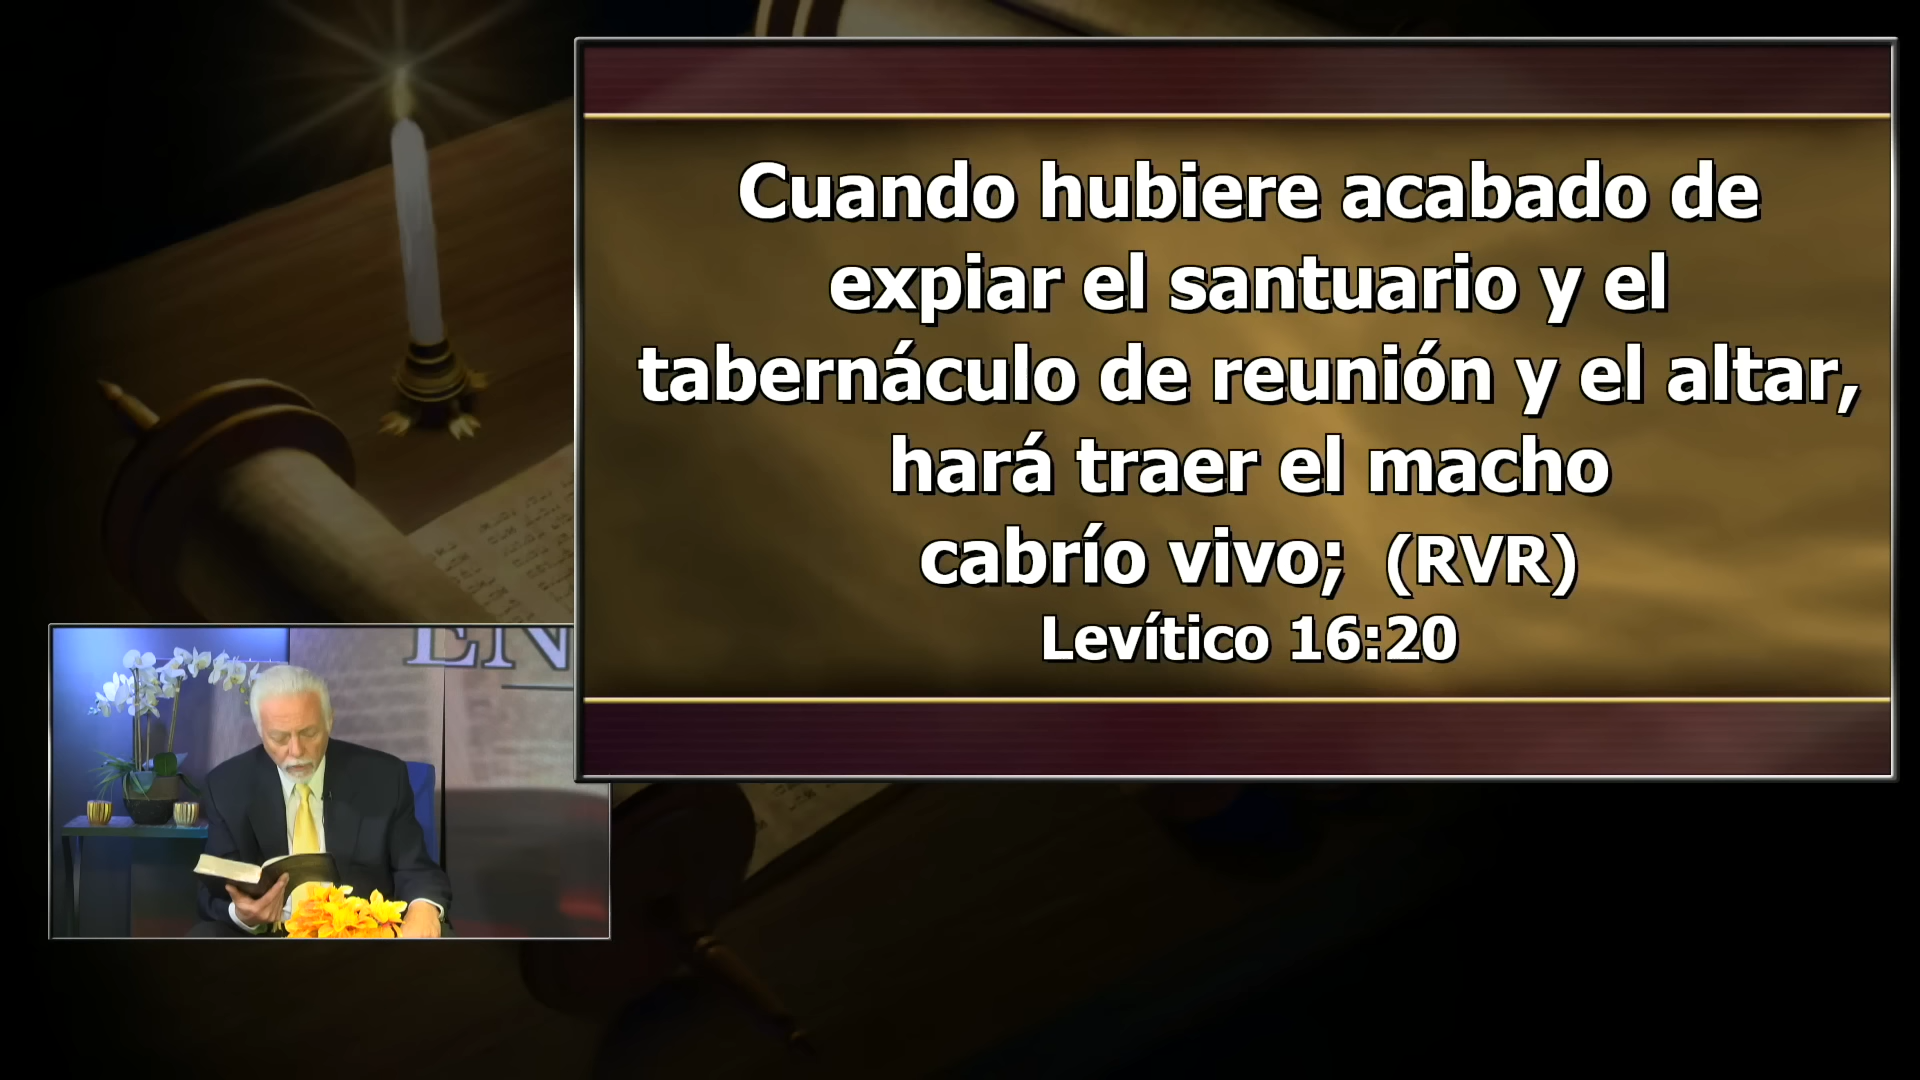 Cuando hubiere acabado de
expiar el santuario y el
tabernáculo de reunión y el altar,
hará traer el macho
cabrío vivo; (RVR)
Levítico 16:20
EN